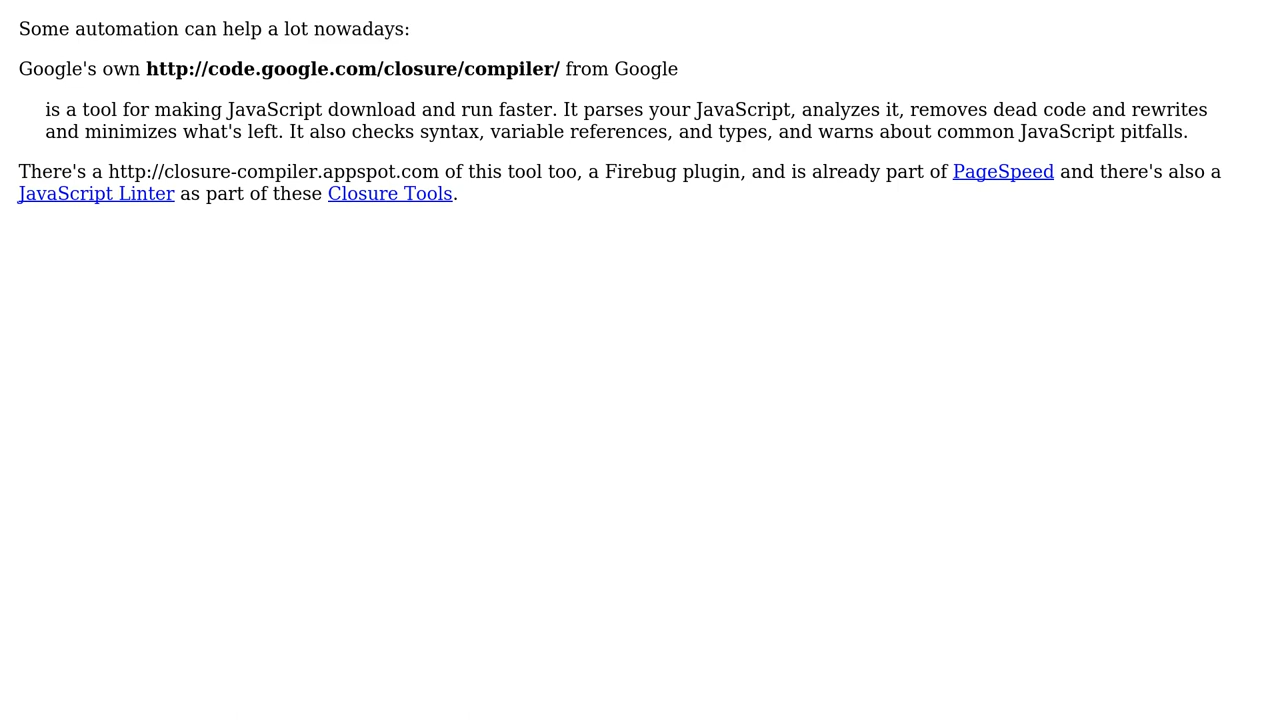 Some automation can help a lot nowadays:
Google's own http://code.google.com/closure/compiler/ from Google
is a tool for making JavaScript download and run faster. It parses your JavaScript, analyzes it, removes dead code and rewrites
and minimizes what's left. It also checks syntax, variable references, and types, and warns about common JavaScript pitfalls.
There's a http://closure-compiler.appspot.com of this tool too, a Firebug plugin, and is already part of PageSpeed and there's also a
JavaScript Linter as part of these Closure Tools.